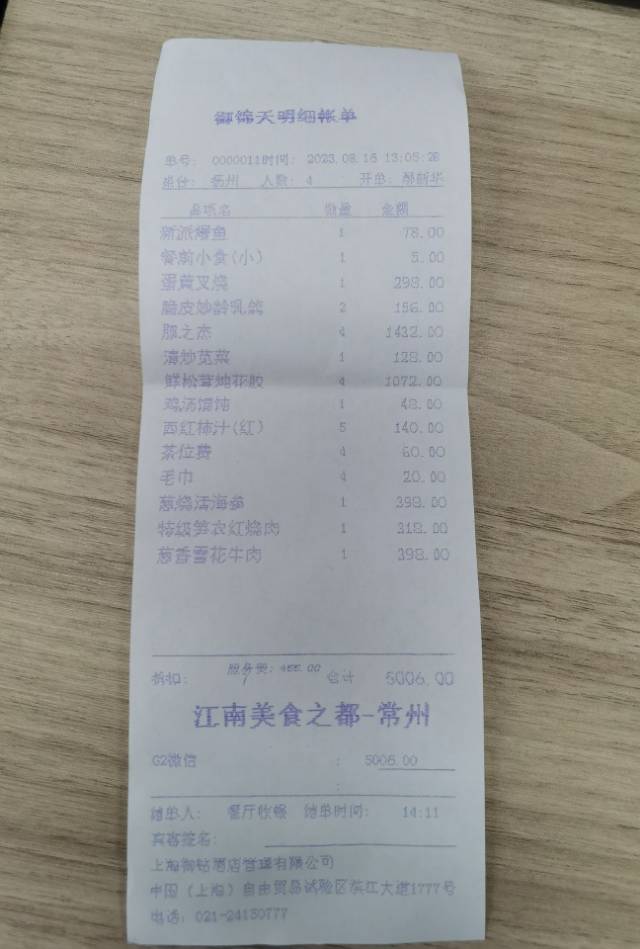 御锦天明细帐单
单号: 0000011时间: 2023.08.16 13:05:28
单位: 扬州 人数: 4 开单:
品项名 数量 金额
新派鱼 1 78.00
餐前小食(小) 1 5.00
蛋黄叉烧 1 298.00
脆皮妙龄乳鸽 2 156.00
之杰 4 1432.00
清炒苋菜 1 128.00
鲜松茸炖花胶 4 1072.00
鸡汤馄饨 1 48.00
西红柿汁(红) 5 140.00
茶位费 4 60.00
毛巾 4 20.00
葱烧活海参 1 398.00
特级笋衣红烧肉 1 318.00
葱香雪花牛肉 1 398.00
服务费: 455.00
折扣: / 合计 5006.00
江南美食之都-常州
G2微信 : 5006.00
:
结单人: 餐厅收银 结单时间: 14:11
宾客签名:
上海御钻酒店管理有限公司
中国(上海)自由贸易试验区滨江大道1777号
电话: 021-24150777